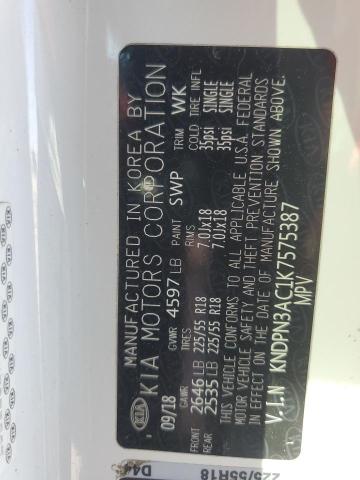 MANUFACTURED IN KOREA BY
KIA KIA MOTORS CORPORATION
09/18 GVWR 4597 LB PAINT SWP TRIM WK
GAWR TIRES RIMS COLD TIRE INFL
FRONT 2646 LB 225/55 R18 7.0Jx18 35psi SINGLE
REAR 2535 LB 225/55 R18 7.0Jx18 35psi SINGLE
THIS VEHICLE CONFORMS TO ALL APPLICABLE U.S.A. FEDERAL
MOTOR VEHICLE SAFETY AND THEFT PREVENTION STANDARDS
IN EFFECT ON THE DATE OF MANUFACTURE SHOWN ABOVE.
V.I.N KNDPN3AC1K7575387
MPV
225/55R18